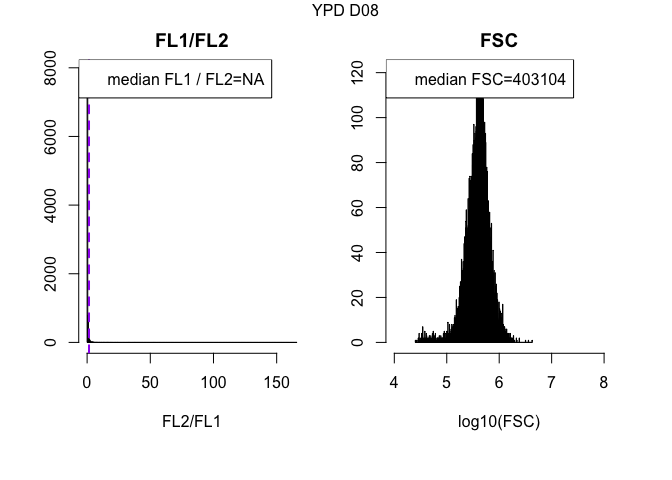 YPD D08
FL1/FL2
median FL1 / FL2=NA
0 2000 4000 6000 8000
0 50 100 150
FL2/FL1
FSC
median FSC=403104
0 20 40 60 80 100 120
4 5 6 7 8
log10(FSC)